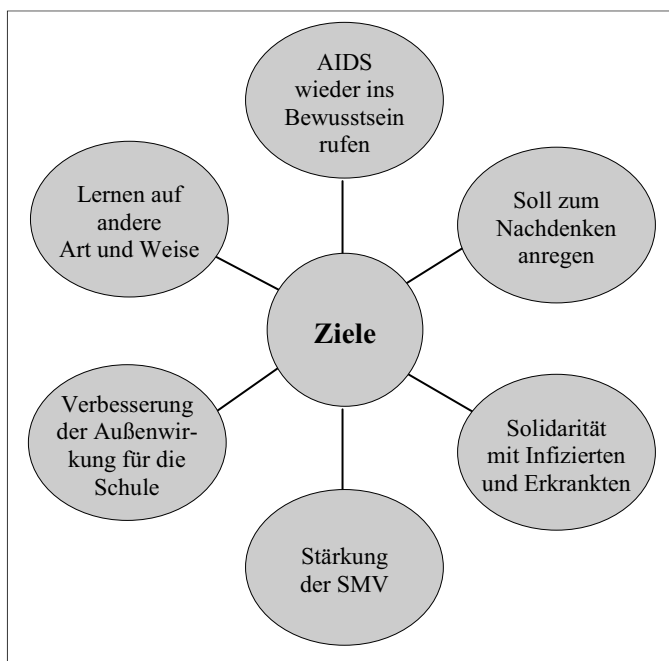 AIDS
wieder ins
Bewusstsein
rufen
Lernen auf
andere
Art und Weise
Soll zum
Nachdenken
anregen
Ziele
Verbesserung
der Außenwir-
kung für die
Schule
Solidarität
mit Infizierten
und Erkrankten
Stärkung
der SMV